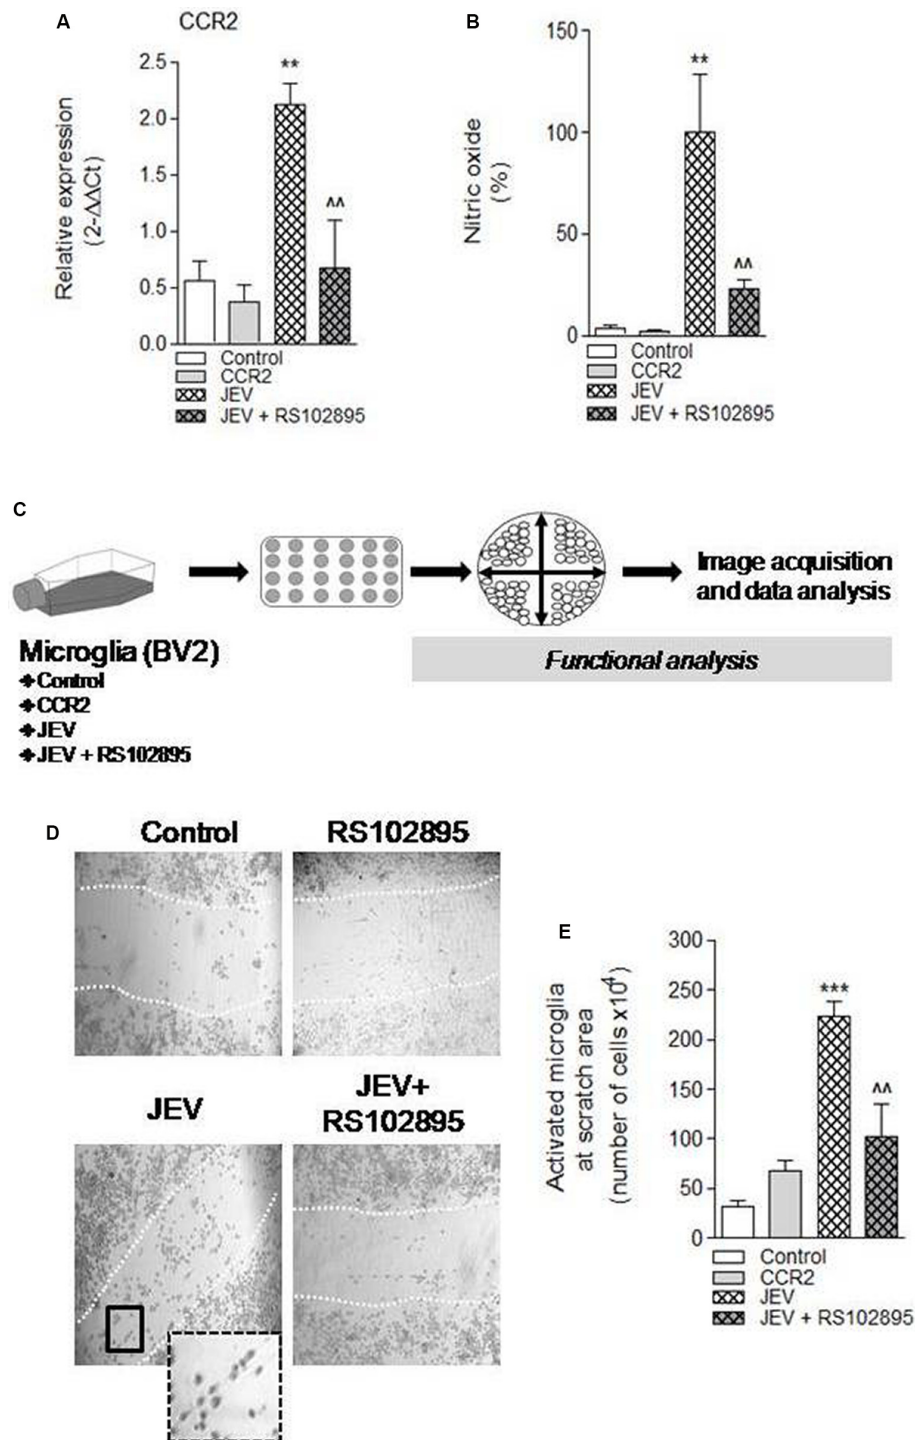 A
CCR2
Relative expression
(2-ΔΔCt)
2.5
2.0
1.5
1.0
0.5
0.0
**
^^
Control
CCR2
JEV
JEV + RS102895
B
Nitric oxide
(%)
150
100
50
0
**
^^
Control
CCR2
JEV
JEV + RS102895
C
Microglia (BV2)
Control
CCR2
JEV
JEV + RS102895
Image acquisition
and data analysis
Functional analysis
D
Control
RS102895
JEV
JEV+
RS102895
E
Activated microglia
at scratch area
(number of cells x10⁴)
300
250
200
150
100
50
0
***
^^
Control
CCR2
JEV
JEV + RS102895